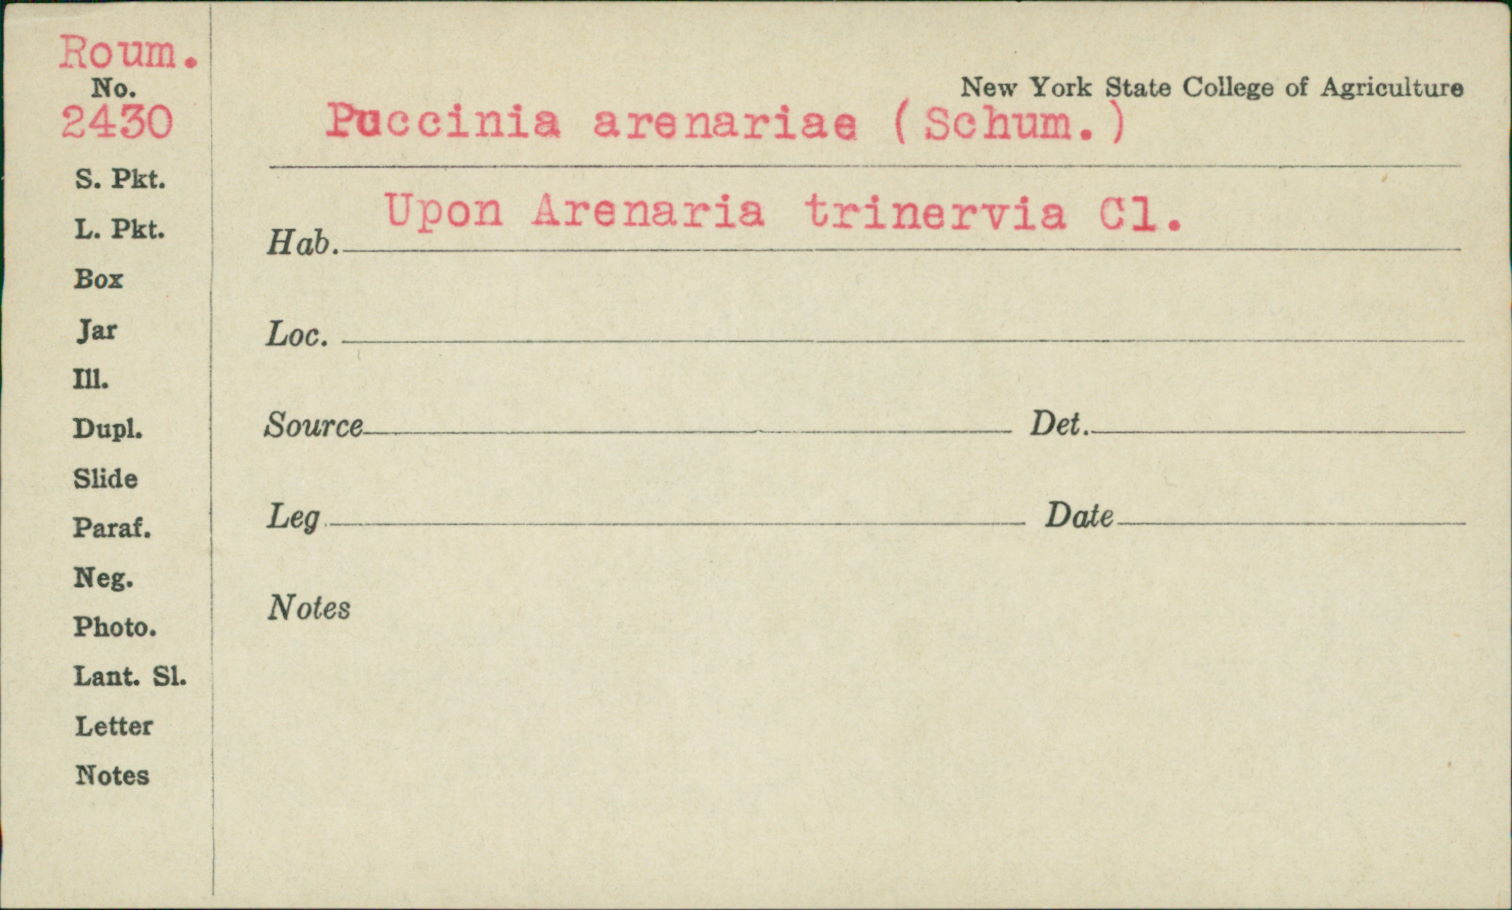 Roum.
No.
2430
S. Pkt.
L. Pkt.
Box
Jar
Ill.
Dupl.
Slide
Paraf.
Neg.
Photo.
Lant. Sl.
Letter
Notes
New York State College of Agriculture
Puccinia arenariae (Schum.)
Hab. Upon Arenaria trinervia Cl.
Loc.
Source Det.
Leg Date
Notes